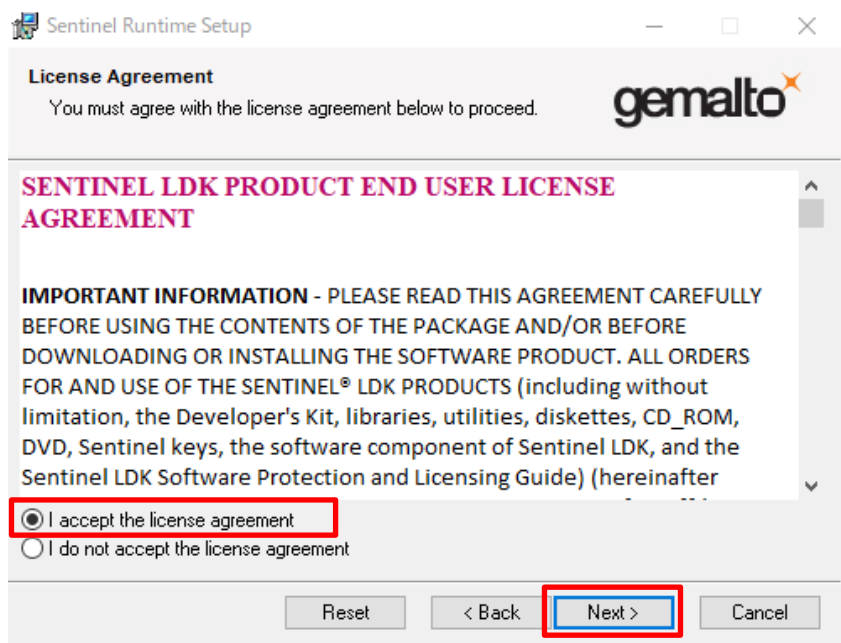 Sentinel Runtime Setup
License Agreement
You must agree with the license agreement below to proceed.
gemalto
SENTINEL LDK PRODUCT END USER LICENSE
AGREEMENT
IMPORTANT INFORMATION - PLEASE READ THIS AGREEMENT CAREFULLY
BEFORE USING THE CONTENTS OF THE PACKAGE AND/OR BEFORE
DOWNLOADING OR INSTALLING THE SOFTWARE PRODUCT. ALL ORDERS
FOR AND USE OF THE SENTINEL® LDK PRODUCTS (including without
limitation, the Developer's Kit, libraries, utilities, diskettes, CD_ROM,
DVD, Sentinel keys, the software component of Sentinel LDK, and the
Sentinel LDK Software Protection and Licensing Guide) (hereinafter
I accept the license agreement
I do not accept the license agreement
Reset < Back Next > Cancel